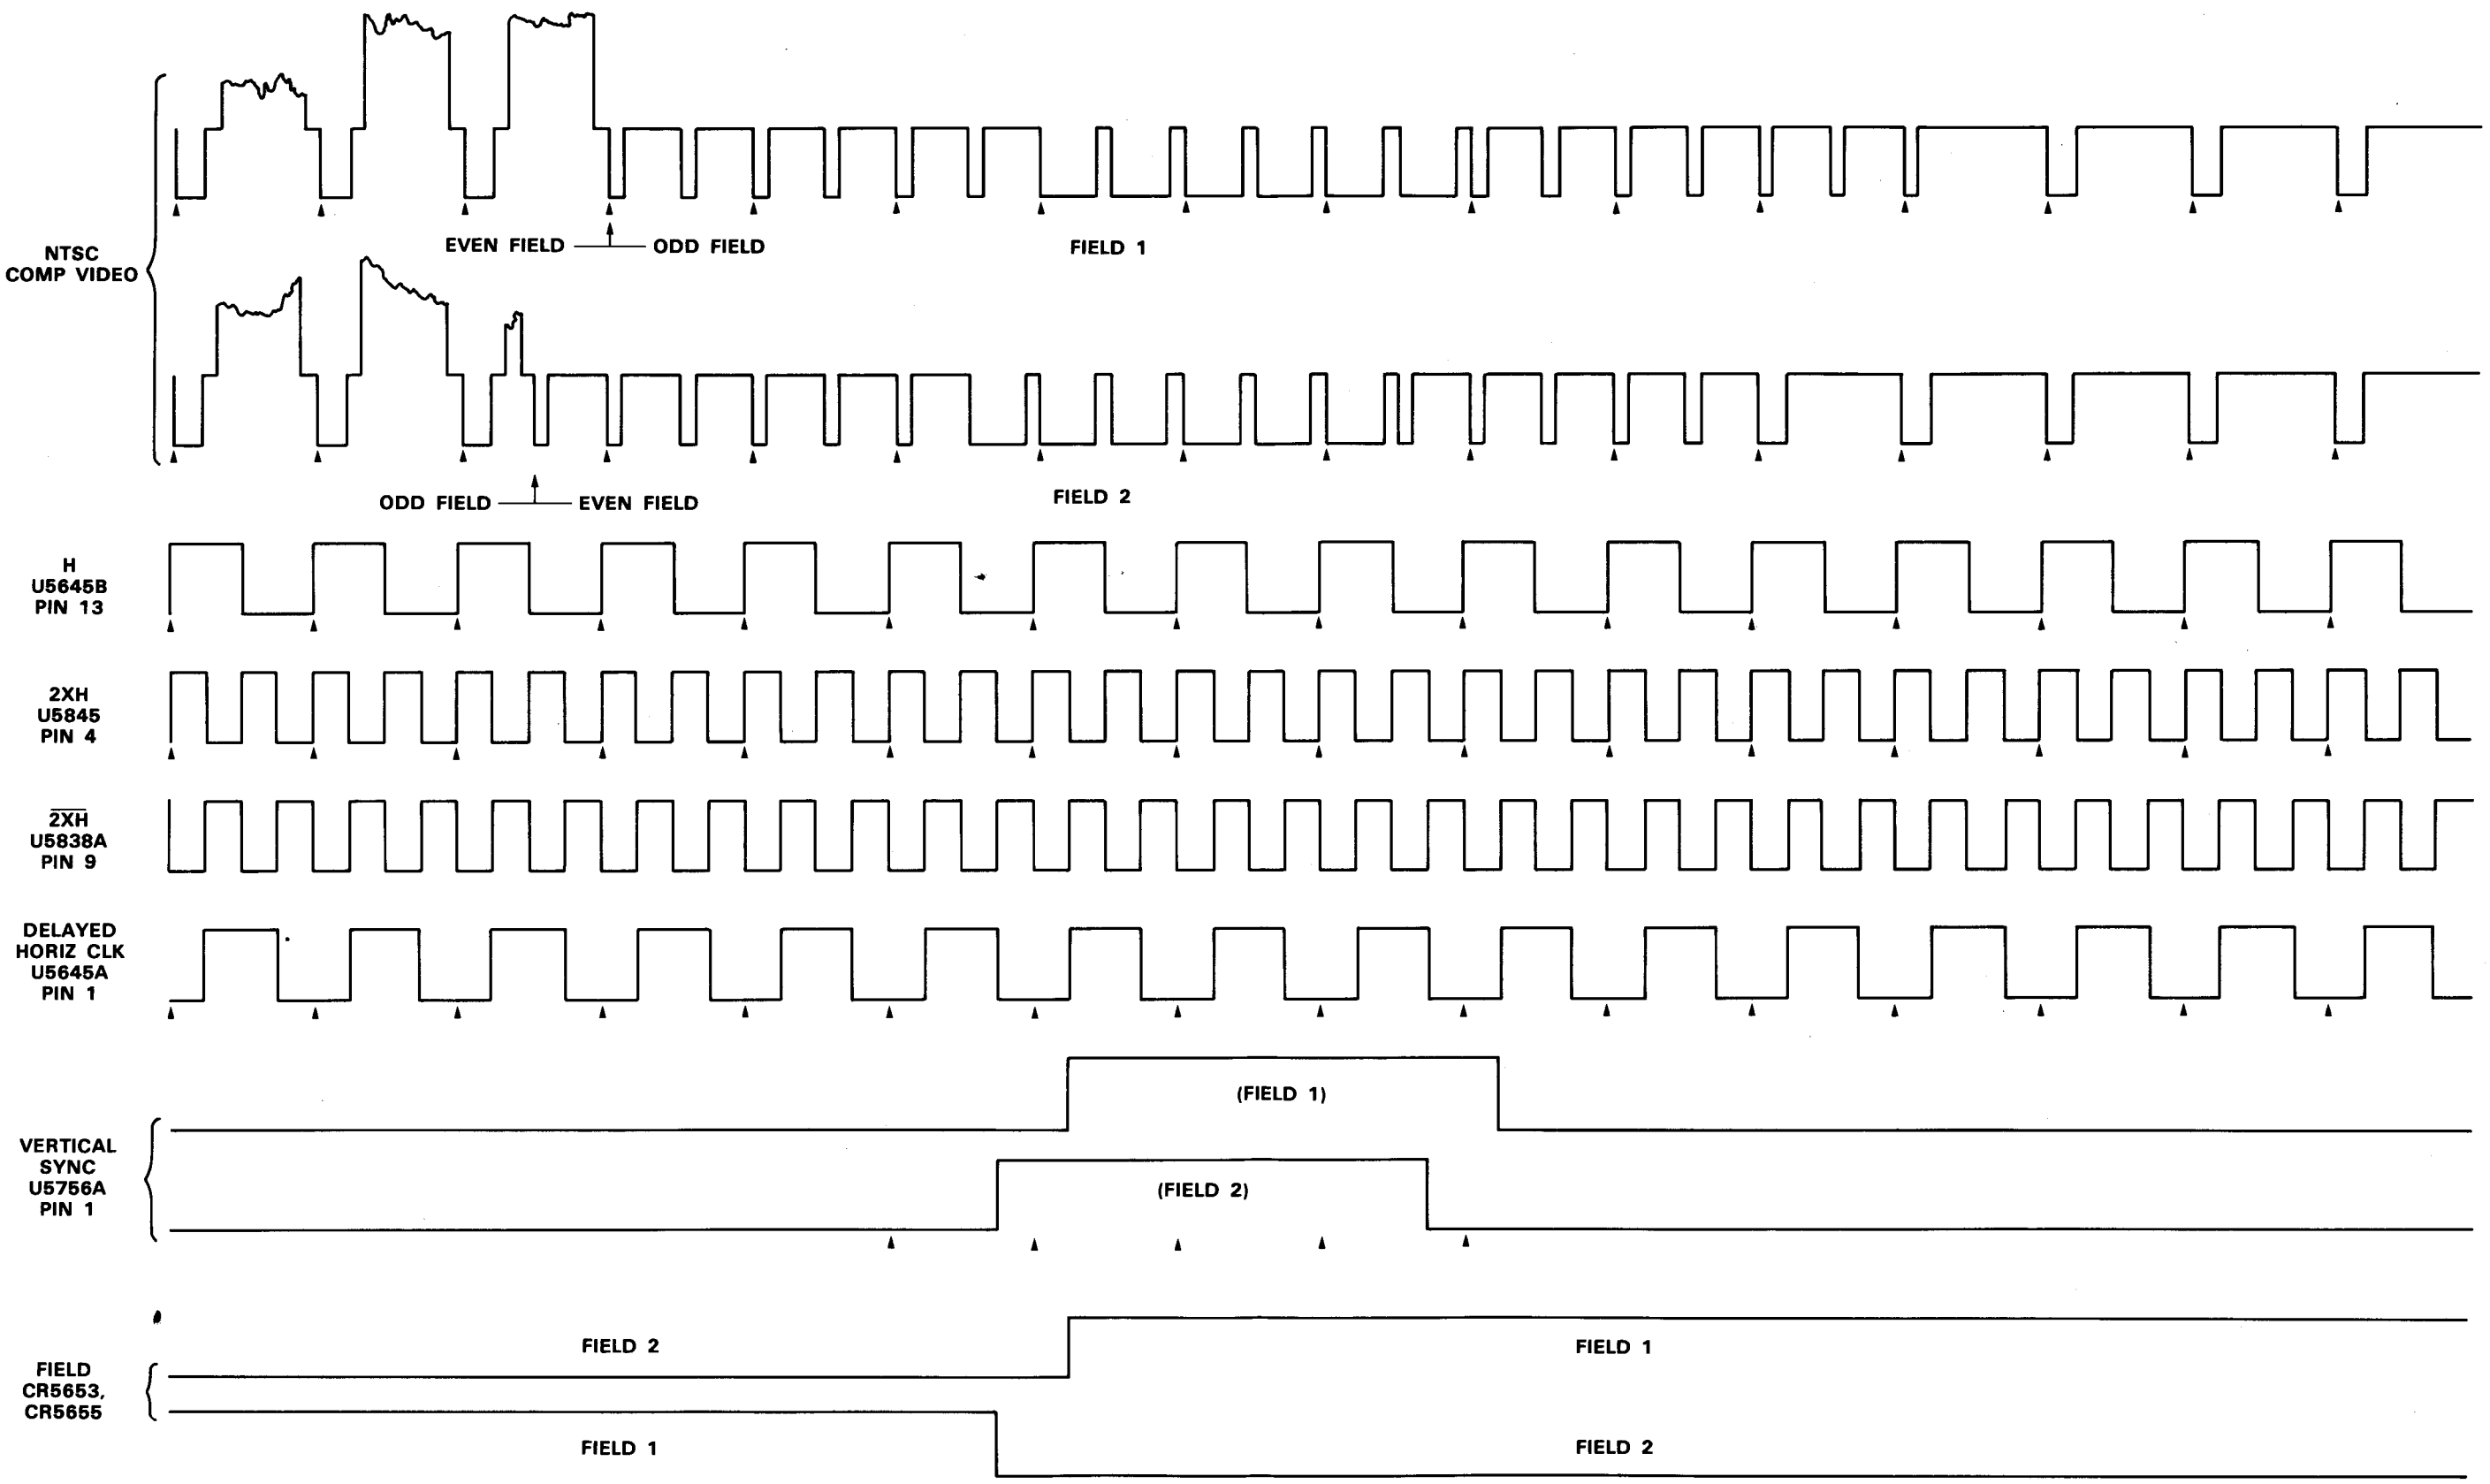 EVEN FIELD
ODD FIELD
FIELD 1
NTSC
COMP VIDEO
ODD FIELD
EVEN FIELD
FIELD 2
H
U5645B
PIN 13
2XH
U5845
PIN 4
2XH
U5838A
PIN 9
DELAYED
HORIZ CLK
U5645A
PIN 1
(FIELD 1)
VERTICAL
SYNC
U5756A
PIN 1
(FIELD 2)
FIELD 2
FIELD 1
FIELD
CR5653,
CR5655
FIELD 1
FIELD 2